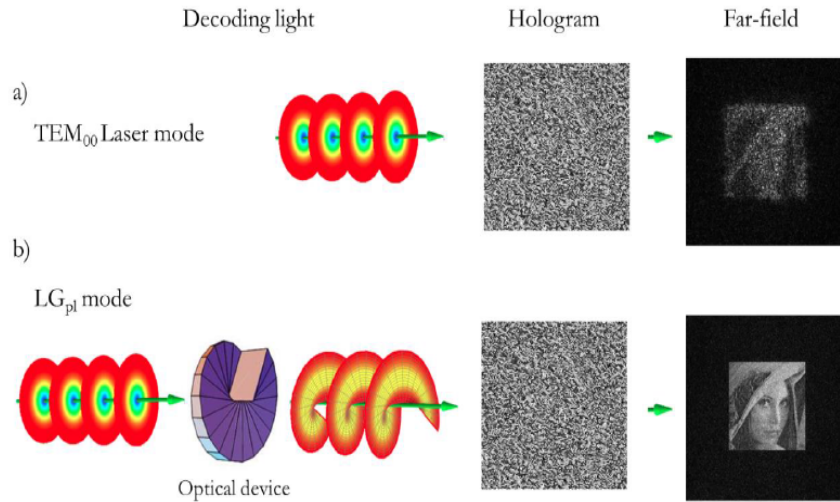 Decoding light Hologram Far-field
a)
TEM₀₀ Laser mode
b)
LGₚₗ mode
Optical device